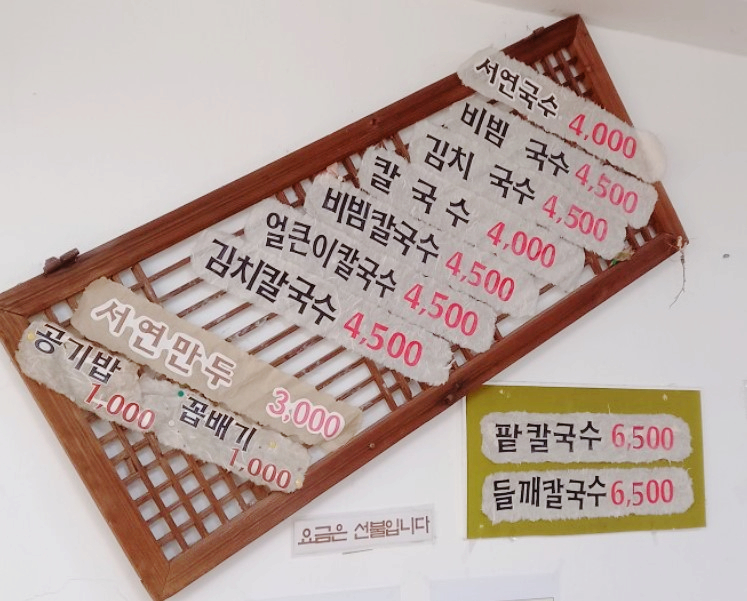 서연국수 4,000
비빔 국수 4,500
김치 국수 4,500
칼 국 수 4,000
비빔칼국수 4,500
얼큰이칼국수 4,500
김치칼국수 4,500
서연만두 3,000
공기밥 1,000
꼽배기 1,000
팥칼국수 6,500
들깨칼국수 6,500
요금은 선불입니다